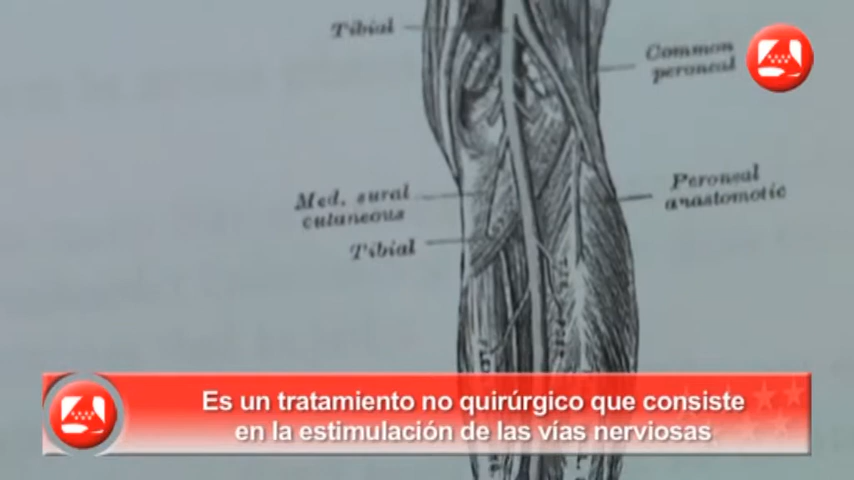 Tibial
Common
peroneal
Med. sural
cutaneous
Peroneal
anastomotic
Tibial
Es un tratamiento no quirúrgico que consiste
en la estimulación de las vías nerviosas